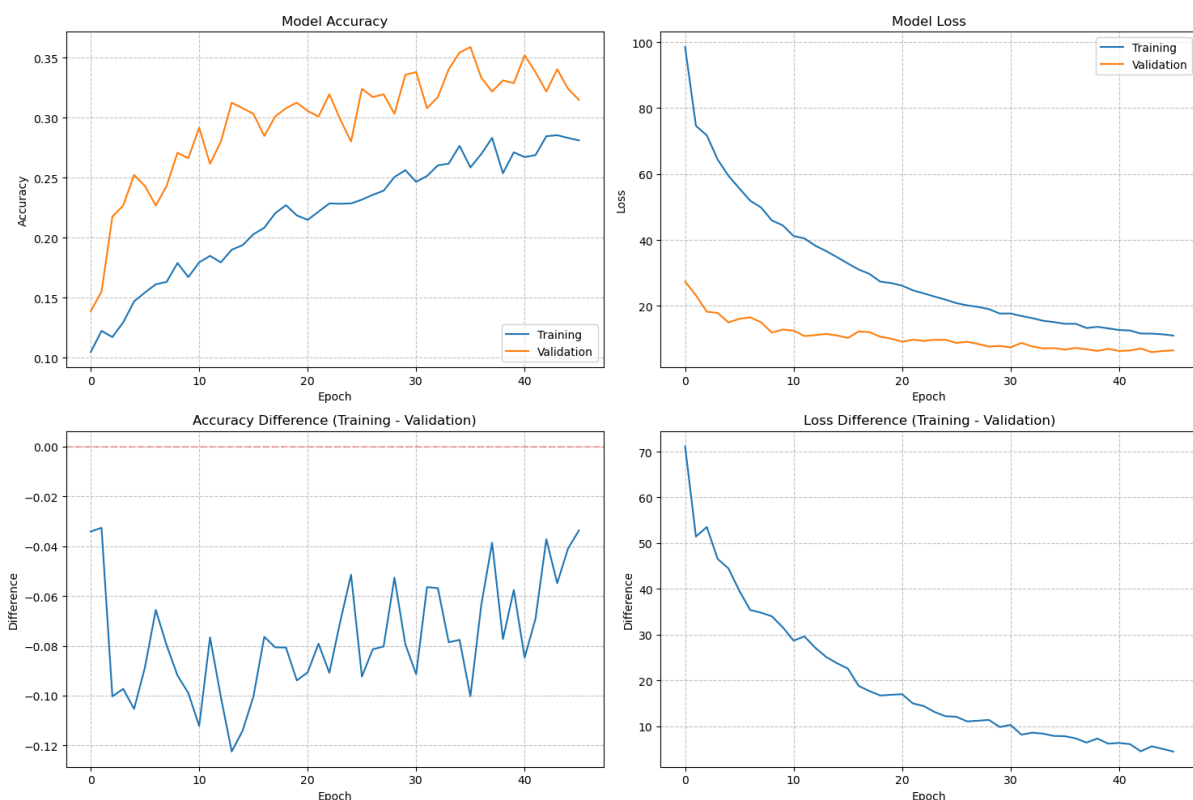 Model Accuracy
0.35
0.30
0.25
0.20
0.15
0.10
Accuracy
0
10
20
30
40
Epoch
Training
Validation
Model Loss
100
80
60
40
20
Loss
0
10
20
30
40
Epoch
Training
Validation
Accuracy Difference (Training - Validation)
0.00
−0.02
−0.04
−0.06
−0.08
−0.10
−0.12
Difference
0
10
20
30
40
Epoch
Loss Difference (Training - Validation)
70
60
50
40
30
20
10
Difference
0
10
20
30
40
Epoch